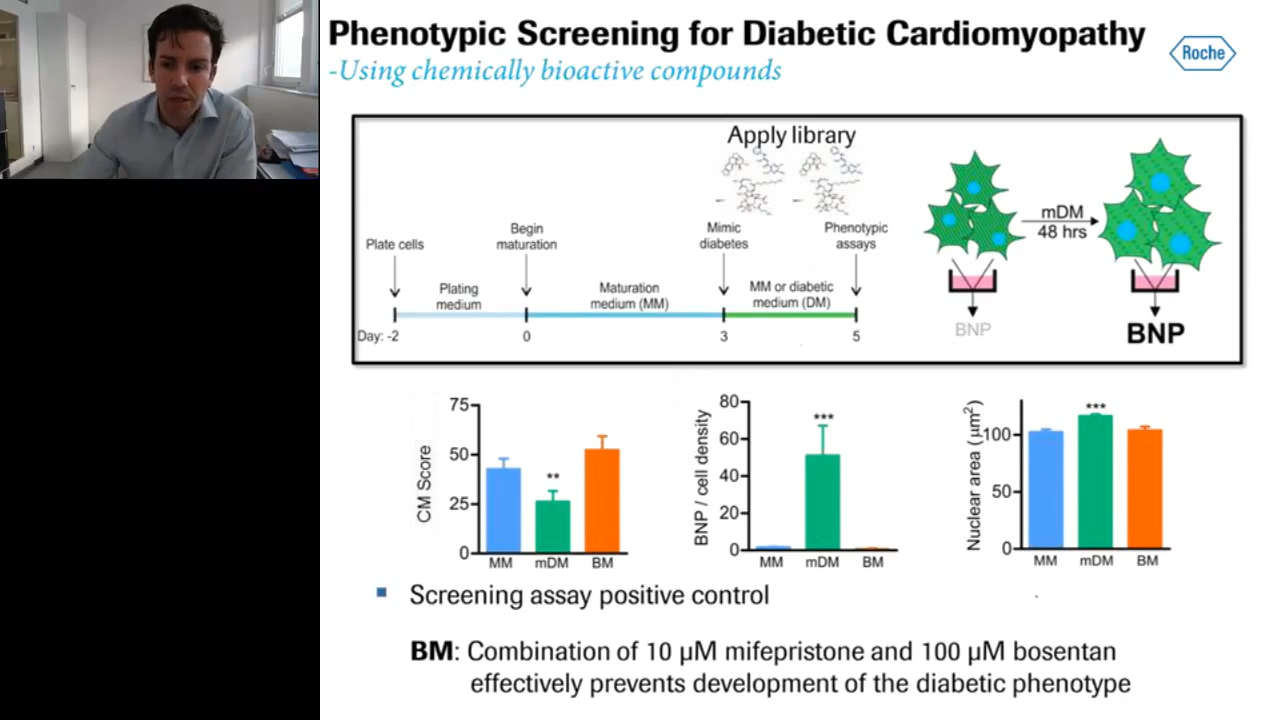 Phenotypic Screening for Diabetic Cardiomyopathy
-Using chemically bioactive compounds
Roche
Apply library
Plate cells
Begin
maturation
Mimic
diabetes
Phenotypic
assays
Plating
medium
Maturation
medium (MM)
MM or diabetic
medium (DM)
Day: -2
0
3
5
mDM
48 hrs
BNP
BNP
CM Score
75
50
25
0
**
MM
mDM
BM
BNP / cell density
80
60
40
20
0
***
MM
mDM
BM
Nuclear area ( µm²)
100
50
0
***
MM
mDM
BM
▪ Screening assay positive control
BM: Combination of 10 µM mifepristone and 100 µM bosentan
effectively prevents development of the diabetic phenotype